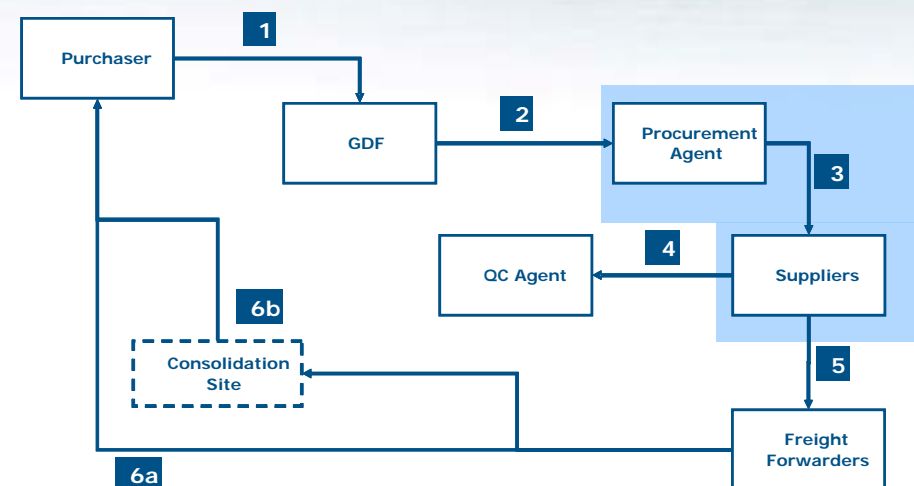 1
Purchaser
2
GDF
Procurement
Agent
3
4
QC Agent
Suppliers
6b
Consolidation
Site
5
Freight
Forwarders
6a